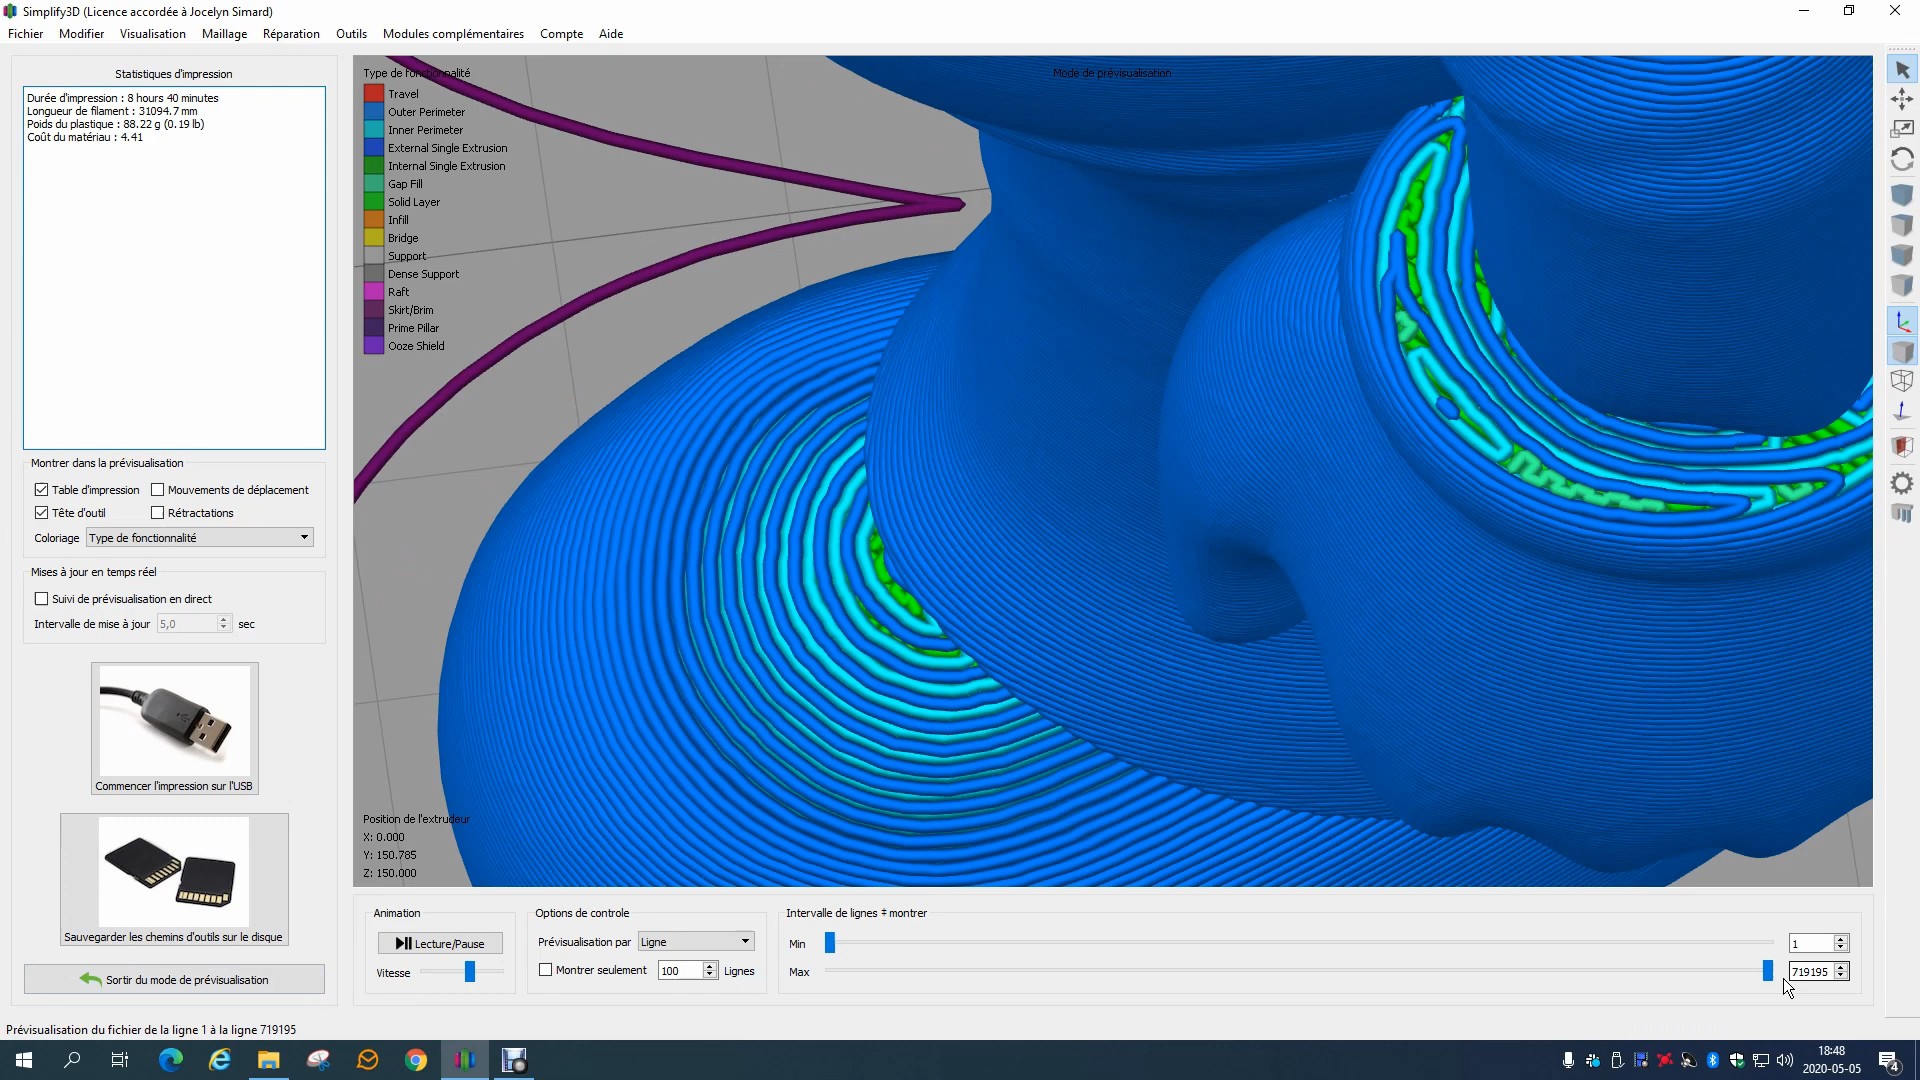 Simplify3D (Licence accordée à Jocelyn Simard)
Fichier Modifier Visualisation Maillage Réparation Outils Modules complémentaires Compte Aide
Statistiques d'impression
Durée d'impression : 8 hours 40 minutes
Longueur de filament : 31094.7 mm
Poids du plastique : 88.22 g (0.19 lb)
Coût du matériau : 4.41
Montrer dans la prévisualisation
Table d'impression Mouvements de déplacement
Tête d'outil Rétractations
Coloriage Type de fonctionnalité
Mises à jour en temps réel
Suivi de prévisualisation en direct
Intervalle de mise à jour 5,0 sec
Commencer l'impression sur l'USB
Sauvegarder les chemins d'outils sur le disque
Sortir du mode de prévisualisation
Type de fonctionnalité
Mode de prévisualisation
Travel
Outer Perimeter
Inner Perimeter
External Single Extrusion
Internal Single Extrusion
Gap Fill
Solid Layer
Infill
Bridge
Support
Dense Support
Raft
Skirt/Brim
Prime Pillar
Ooze Shield
Position de l'extrudeur
X: 0.000
Y: 150.785
Z: 150.000
Animation
Lecture/Pause
Vitesse
Options de controle
Prévisualisation par Ligne
Montrer seulement 100 Lignes
Intervalle de lignes ‡ montrer
Min 1
Max 719195
Prévisualisation du fichier de la ligne 1 à la ligne 719195
18:48
2020-05-05
4